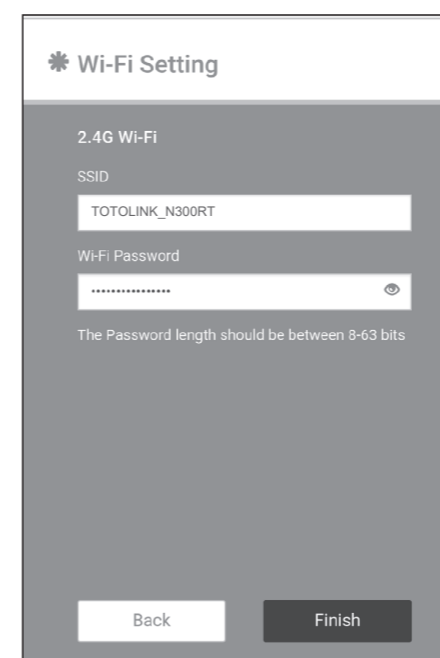 Wi-Fi Setting
2.4G Wi-Fi
SSID
TOTOLINK_N300RT
Wi-Fi Password
················
The Password length should be between 8-63 bits
Back
Finish